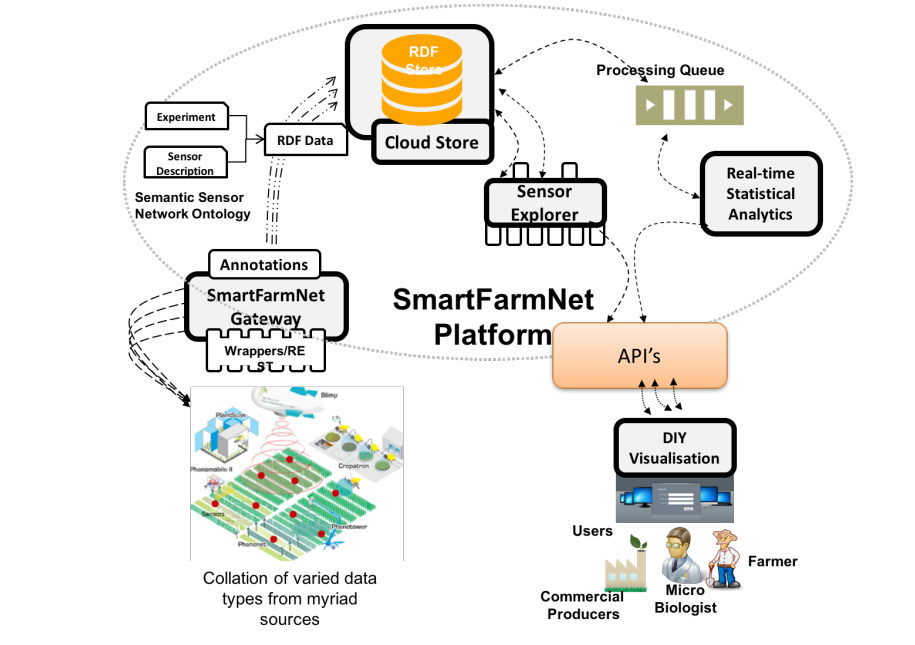 RDF
Store
Cloud Store
Processing Queue
Experiment
RDF Data
Sensor
Description
Semantic Sensor
Network Ontology
Sensor
Explorer
Real-time
Statistical
Analytics
Annotations
SmartFarmNet
Gateway
Wrappers/RE
ST
SmartFarmNet
Platform
API's
DIY
Visualisation
Blimp
PlantScan
Cropatron
Phenomobile II
Sensors
Phenotower
Phenonet
Collation of varied data
types from myriad
sources
Users
Farmer
Commercial
Producers
Micro
Biologist